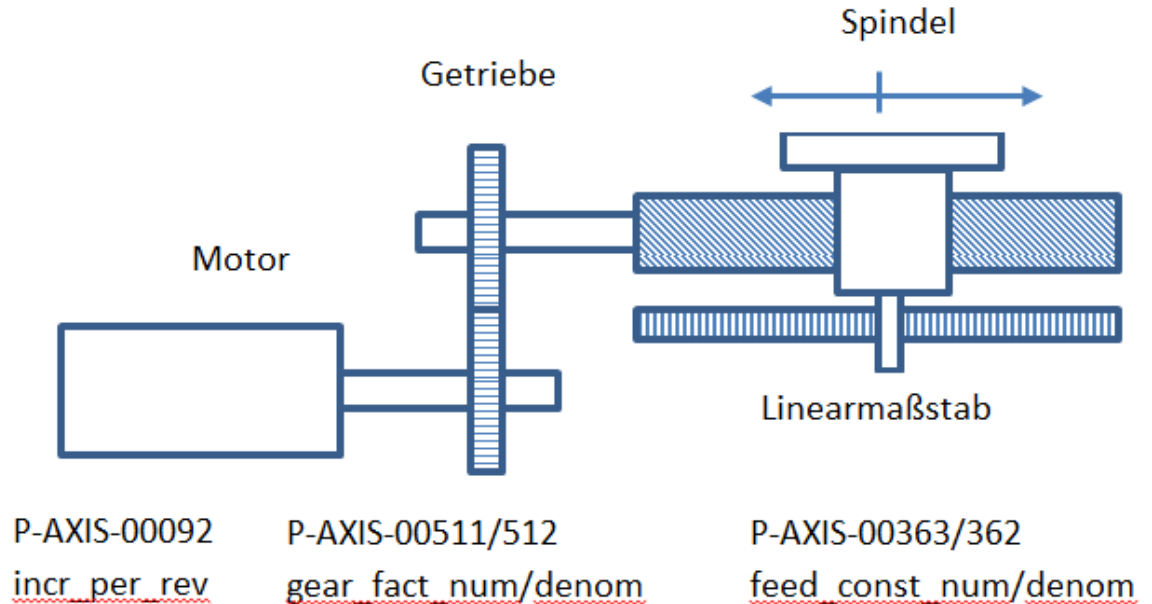 Spindel
Getriebe
Motor
Linearmaßstab
P-AXIS-00092
incr_per_rev
P-AXIS-00511/512
gear_fact_num/denom
P-AXIS-00363/362
feed_const_num/denom